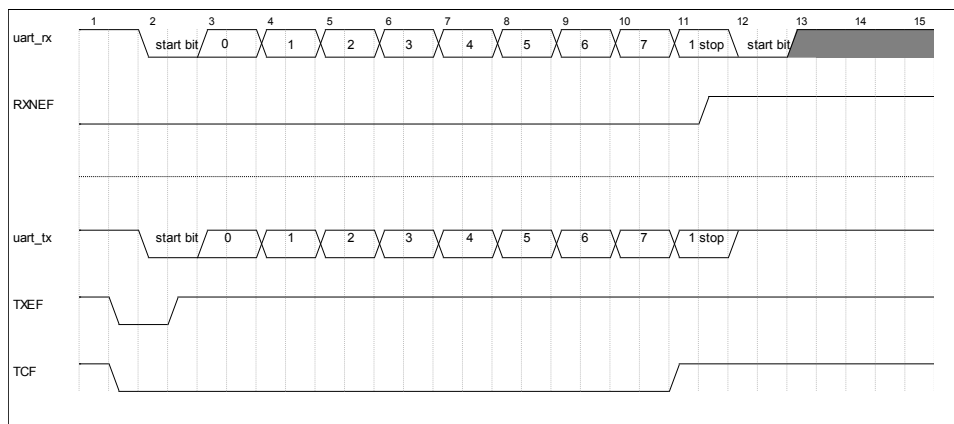 1 2 3 4 5 6 7 8 9 10 11 12 13 14 15
uart_rx start bit 0 1 2 3 4 5 6 7 1 stop start bit
RXNEF
uart_tx start bit 0 1 2 3 4 5 6 7 1 stop
TXEF
TCF